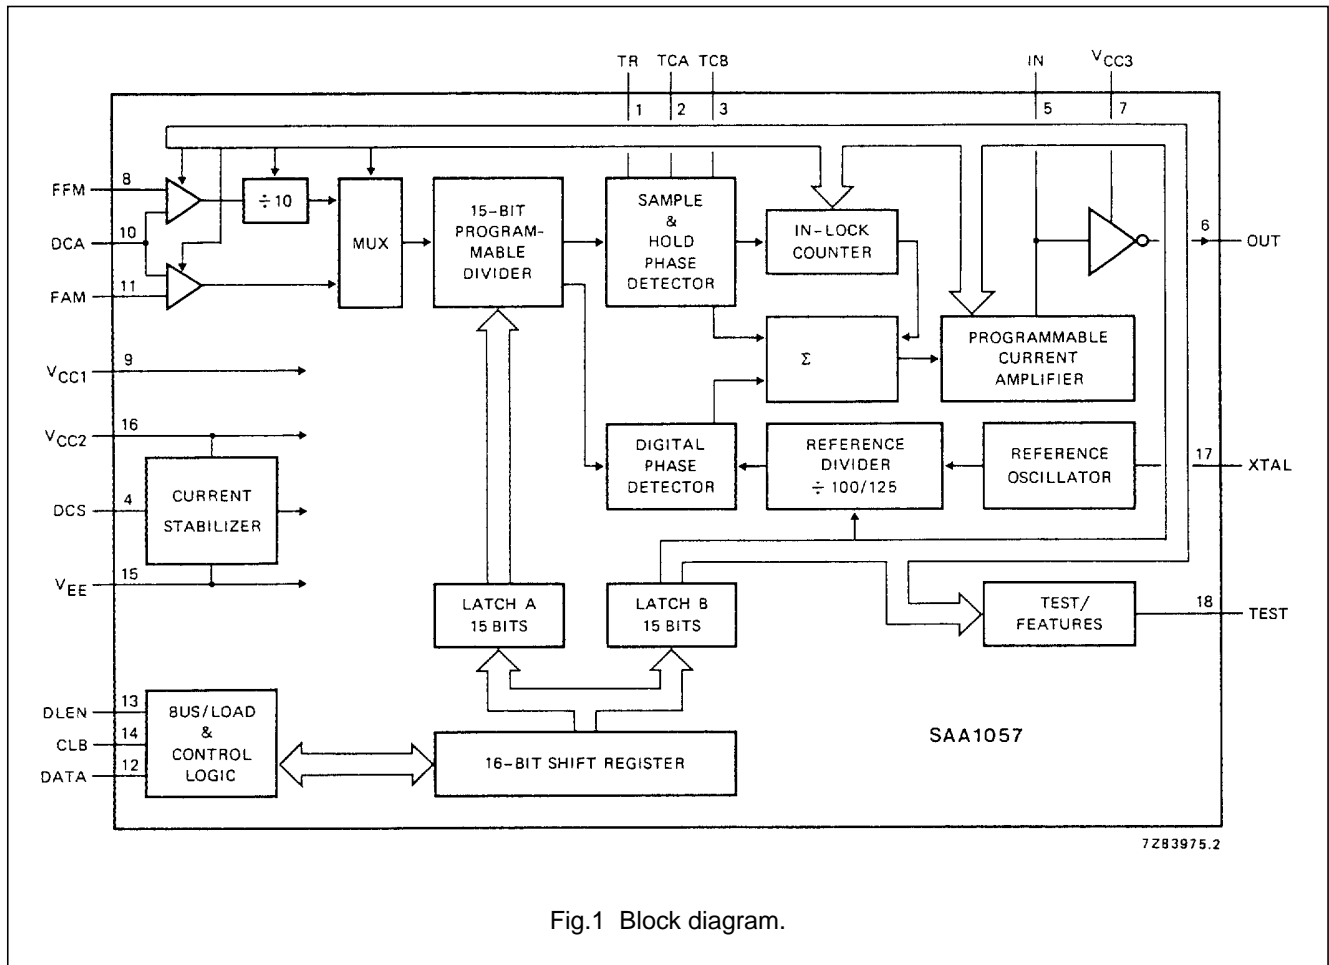 TR TCA TCB IN VCC3
1 2 3 5 7
FFM 8
÷10
DCA 10
FAM 11
MUX
15-BIT
PROGRAM-
MABLE
DIVIDER
SAMPLE
&
HOLD
PHASE
DETECTOR
IN-LOCK
COUNTER
6 OUT
VCC1 9
Σ
PROGRAMMABLE
CURRENT
AMPLIFIER
VCC2 16
DCS 4
CURRENT
STABILIZER
VEE 15
DIGITAL
PHASE
DETECTOR
REFERENCE
DIVIDER
÷ 100/125
REFERENCE
OSCILLATOR
17 XTAL
LATCH A
15 BITS
LATCH B
15 BITS
TEST/
FEATURES
18 TEST
DLEN 13
CLB 14
DATA 12
BUS/LOAD
&
CONTROL
LOGIC
16-BIT SHIFT REGISTER
SAA1057
7Z83975.2
Fig.1 Block diagram.